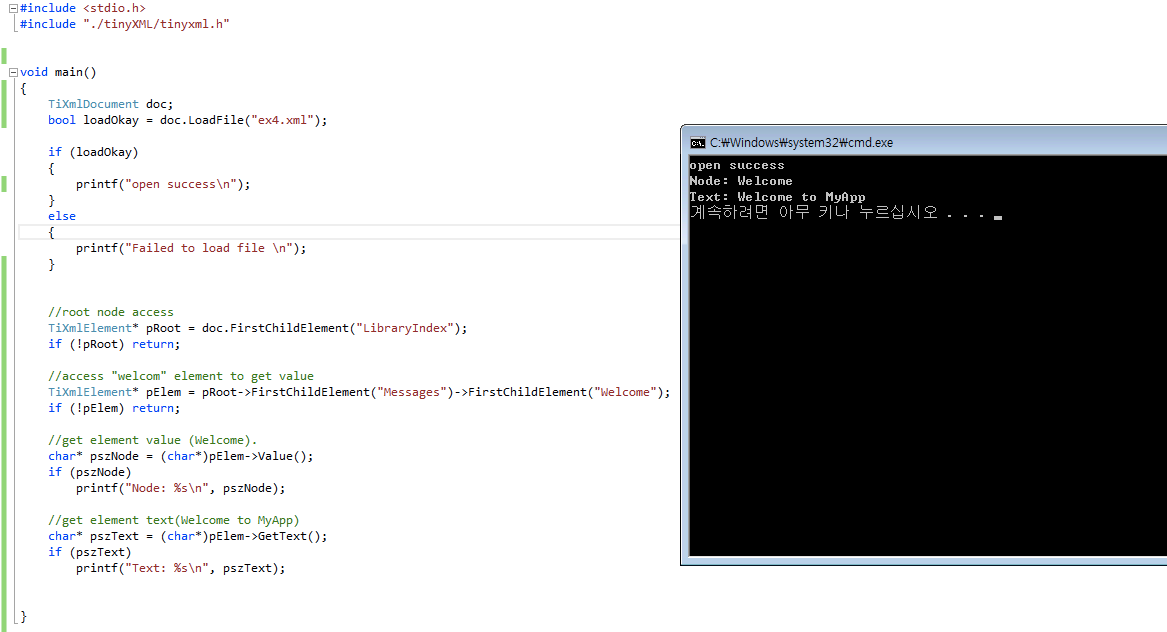 #include <stdio.h>
#include "./tinyXML/tinyxml.h"
void main()
{
TiXmlDocument doc;
bool loadOkay = doc.LoadFile("ex4.xml");
if (loadOkay)
{
printf("open success\n");
}
else
{
printf("Failed to load file \n");
}
//root node access
TiXmlElement* pRoot = doc.FirstChildElement("LibraryIndex");
if (!pRoot) return;
//access "welcom" element to get value
TiXmlElement* pElem = pRoot->FirstChildElement("Messages")->FirstChildElement("Welcome");
if (!pElem) return;
//get element value (Welcome).
char* pszNode = (char*)pElem->Value();
if (pszNode)
printf("Node: %s\n", pszNode);
//get element text(Welcome to MyApp)
char* pszText = (char*)pElem->GetText();
if (pszText)
printf("Text: %s\n", pszText);
}
C:₩Windows₩system32₩cmd.exe
open success
Node: Welcome
Text: Welcome to MyApp
계속하려면 아무 키나 누르십시오 . . .